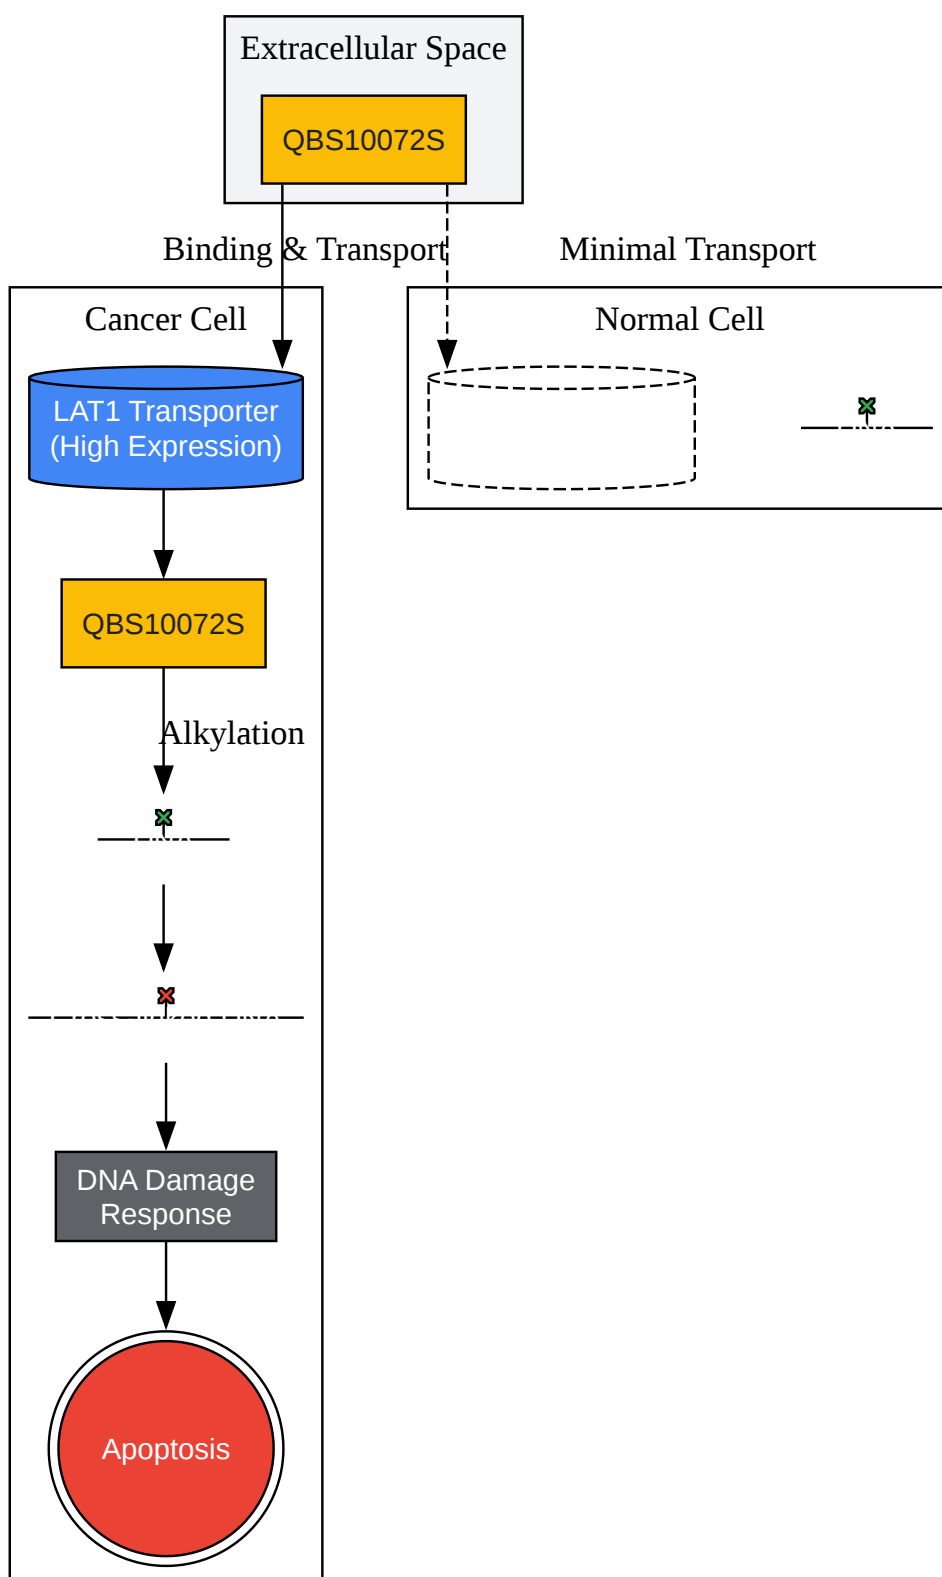 Extracellular Space
QBS10072S
Binding & Transport
Minimal Transport
Cancer Cell
Normal Cell
LAT1 Transporter
(High Expression)
QBS10072S
Alkylation
DNA Damage
Response
Apoptosis